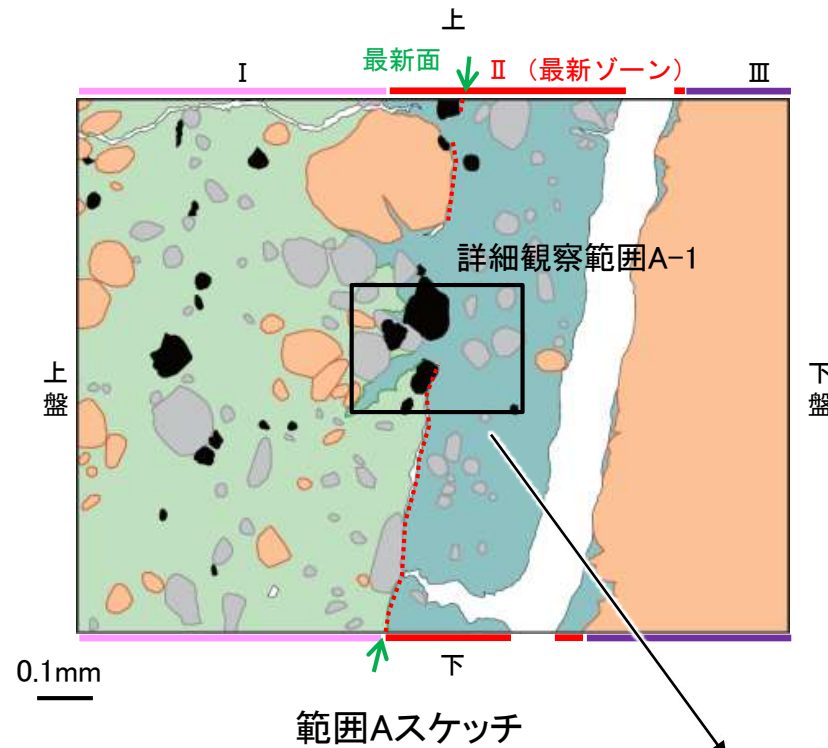 上
Ⅰ
最新面
Ⅱ（最新ゾーン）
Ⅲ
詳細観察範囲A-1
上盤
下盤
下
0.1mm
範囲Aスケッチ